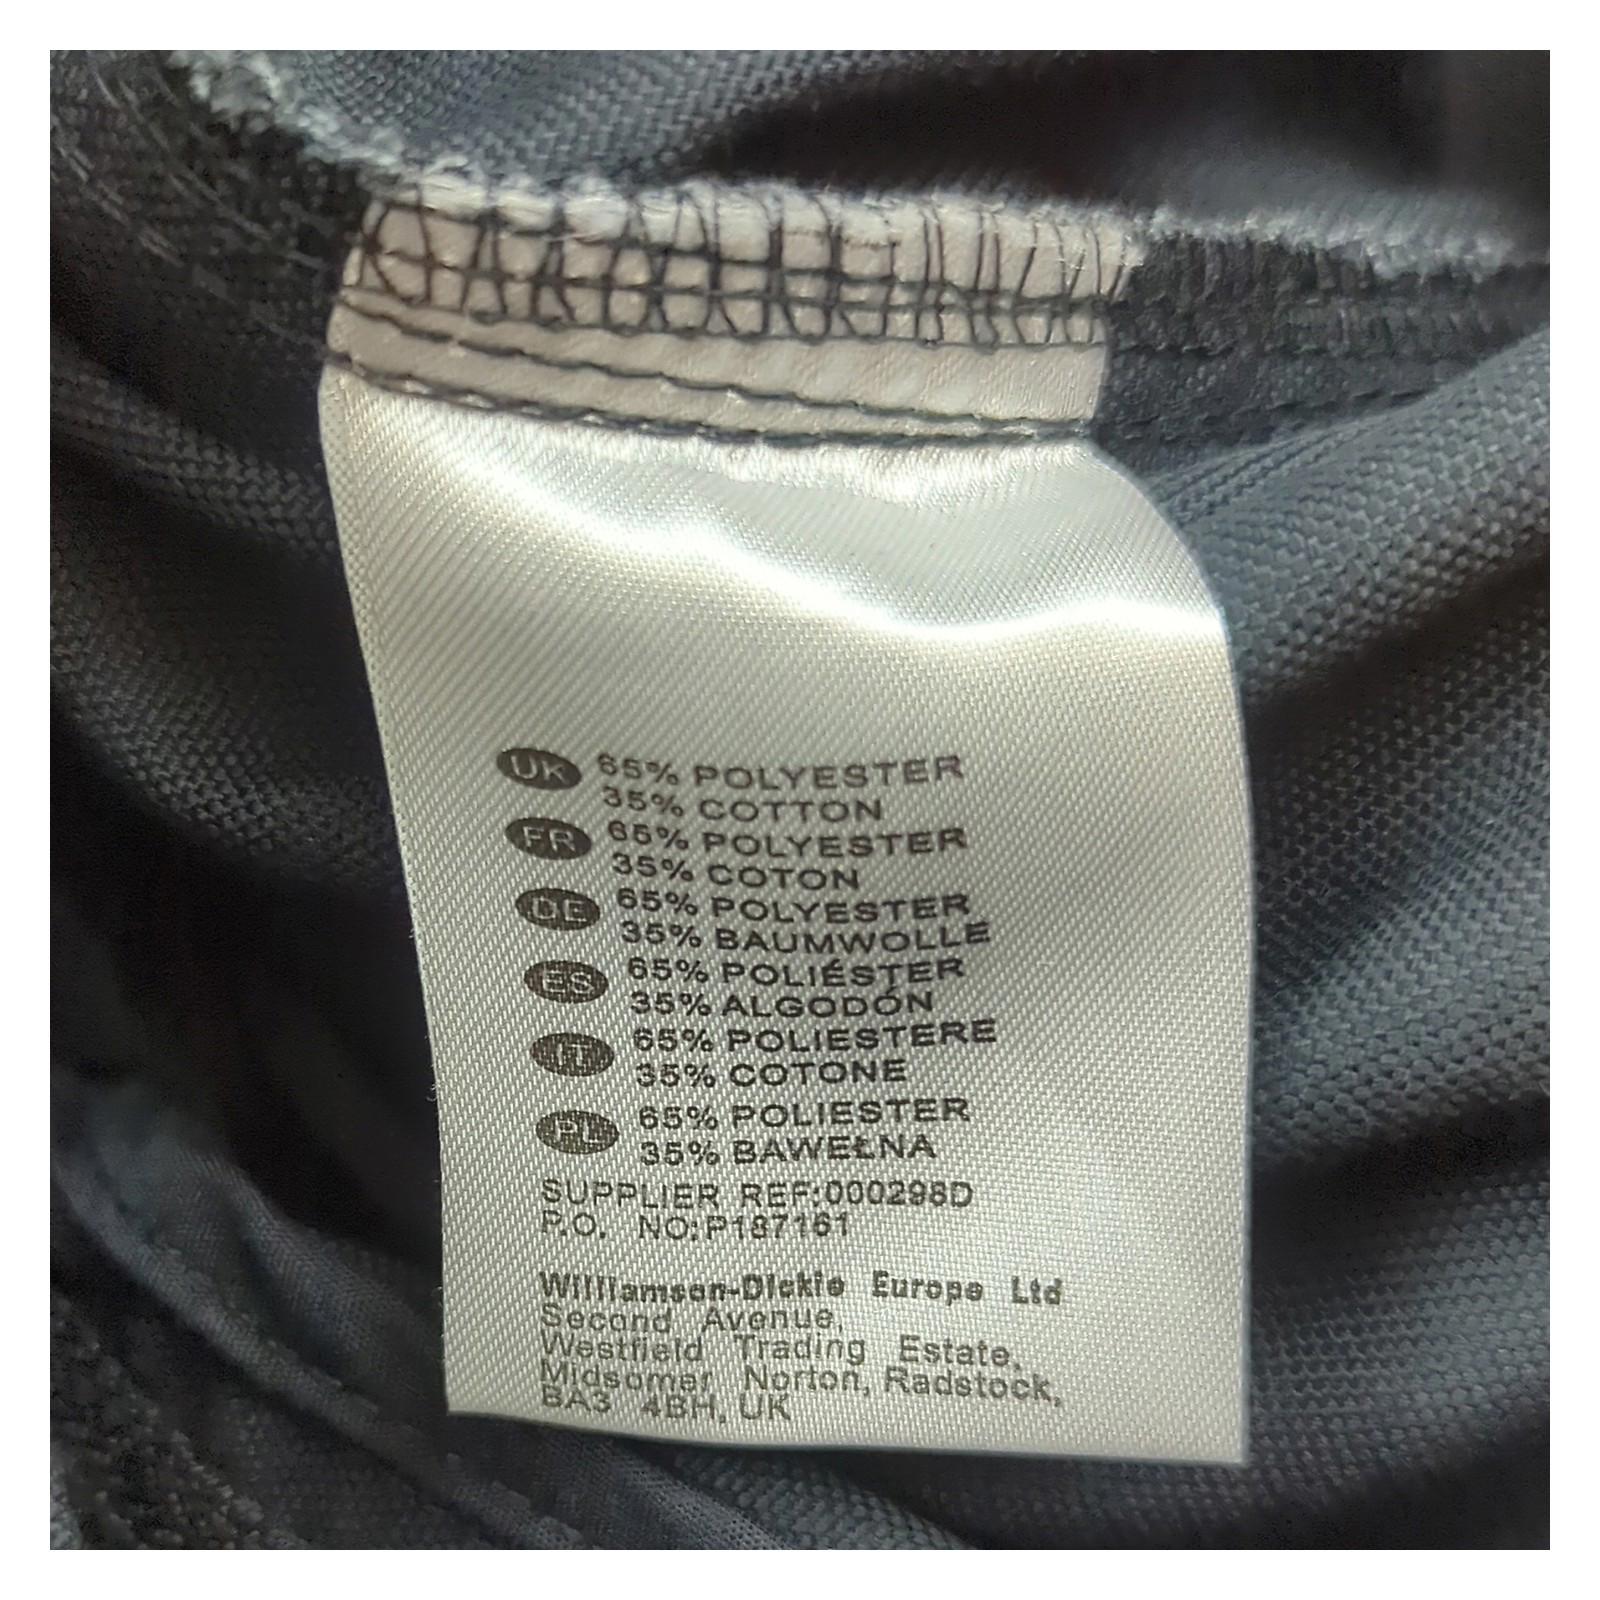 UK 65% POLYESTER
35% COTTON
FR 65% POLYESTER
35% COTON
DE 65% POLYESTER
35% BAUMWOLLE
ES 65% POLIÉSTER
35% ALGODÓN
IT 65% POLIESTERE
35% COTONE
PL 65% POLIESTER
35% BAWEŁNA
SUPPLIER REF:000298D
P.O. NO:P187161
Williamson-Dickie Europe Ltd
Second Avenue,
Westfield Trading Estate,
Midsomer Norton, Radstock,
BA3 4BH, UK